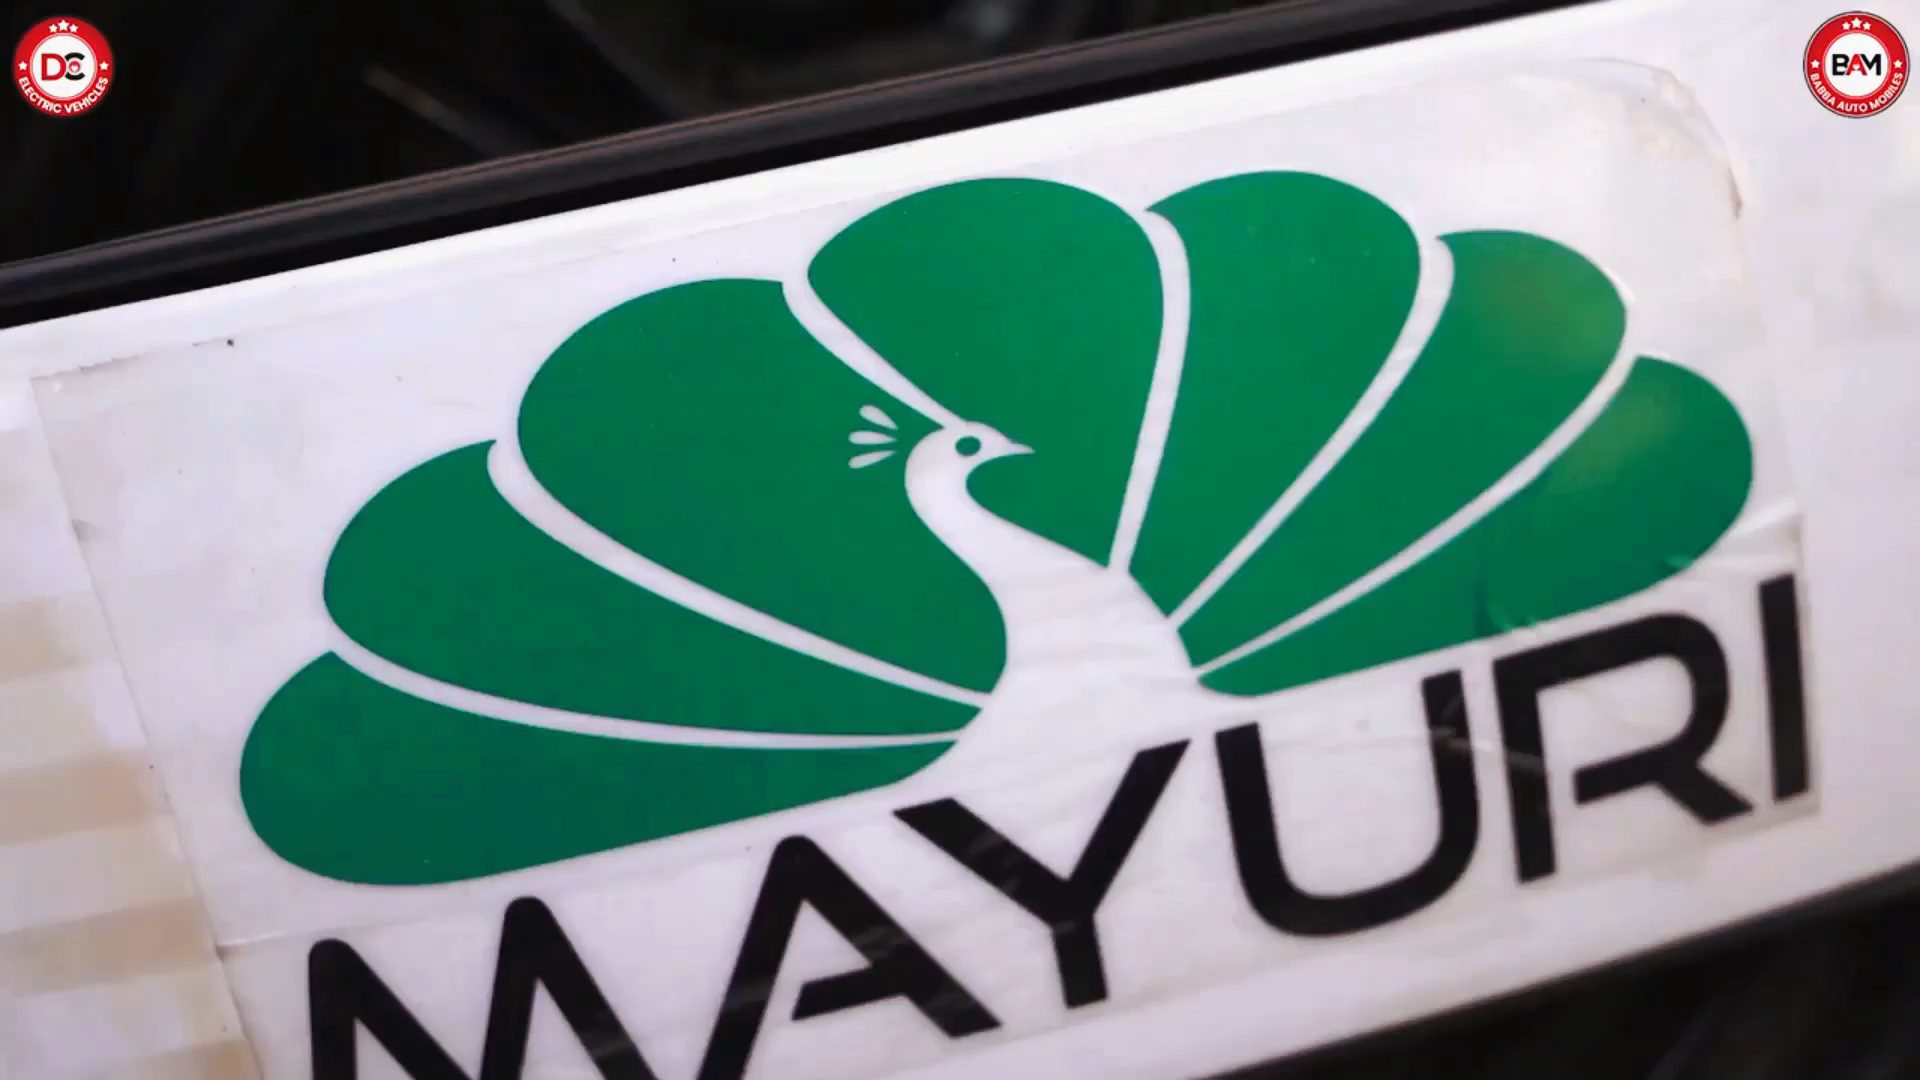 DC
ELECTRIC VEHICLES
BAM
BABBA AUTO MOBILES
MAYURI